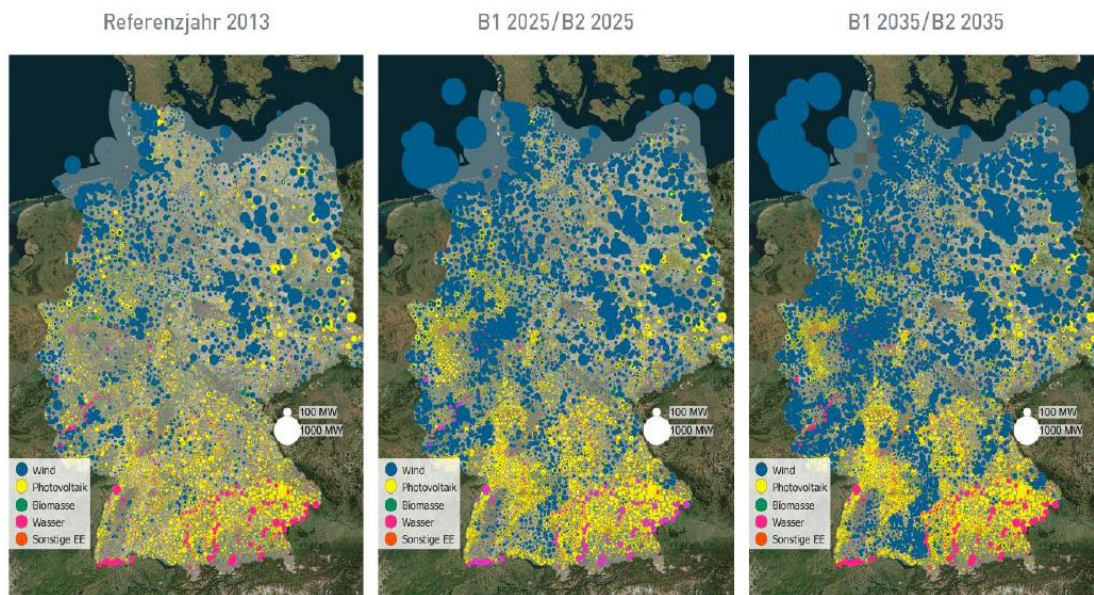 Referenzjahr 2013
B1 2025/B2 2025
B1 2035/B2 2035
100 MW
1000 MW
Wind
Photovoltaik
Biomasse
Wasser
Sonstige EE
100 MW
1000 MW
Wind
Photovoltaik
Biomasse
Wasser
Sonstige EE
100 MW
1000 MW
Wind
Photovoltaik
Biomasse
Wasser
Sonstige EE